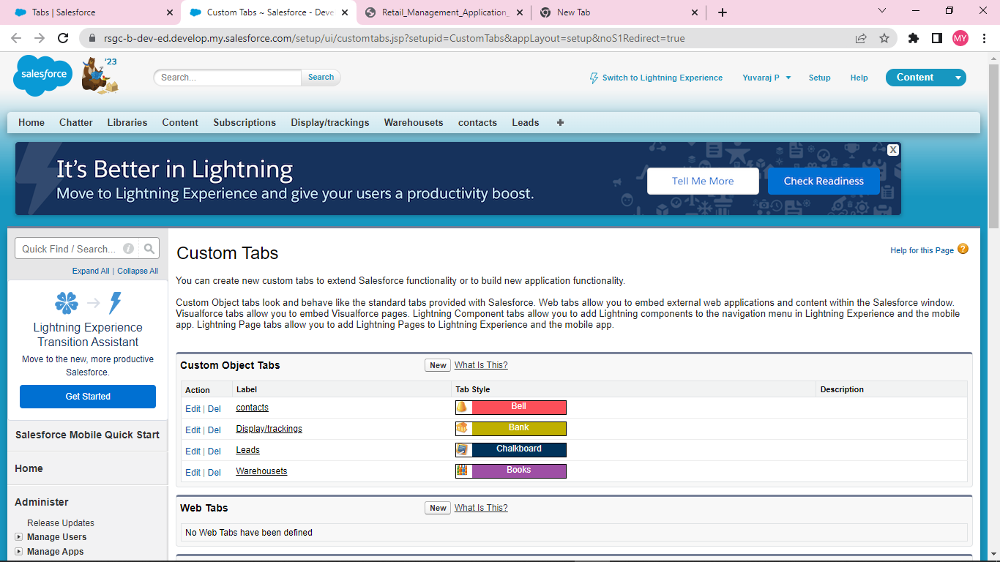 Tabs | Salesforce
Custom Tabs ~ Salesforce - Deve
Retail_Management_Application_
New Tab
rsgc-b-dev-ed.develop.my.salesforce.com/setup/ui/customtabs.jsp?setupid=CustomTabs&appLayout=setup&noS1Redirect=true
MY
salesforce
'23
Search...
Search
Switch to Lightning Experience
Yuvaraj P
Setup
Help
Content
Home
Chatter
Libraries
Content
Subscriptions
Display/trackings
Warehousets
contacts
Leads
+
It's Better in Lightning
Move to Lightning Experience and give your users a productivity boost.
Tell Me More
Check Readiness
X
Quick Find / Search...
i
Expand All | Collapse All
Lightning Experience
Transition Assistant
Move to the new, more productive
Salesforce.
Get Started
Salesforce Mobile Quick Start
Home
Administer
Release Updates
Manage Users
Manage Apps
Custom Tabs
Help for this Page
?
You can create new custom tabs to extend Salesforce functionality or to build new application functionality.
Custom Object tabs look and behave like the standard tabs provided with Salesforce. Web tabs allow you to embed external web applications and content within the Salesforce window.
Visualforce tabs allow you to embed Visualforce pages. Lightning Component tabs allow you to add Lightning components to the navigation menu in Lightning Experience and the mobile
app. Lightning Page tabs allow you to add Lightning Pages to Lightning Experience and the mobile app.
Custom Object Tabs
New
What Is This?
Action Label Tab Style Description
Edit | Del contacts Bell
Edit | Del Display/trackings Bank
Edit | Del Leads Chalkboard
Edit | Del Warehousets Books
Web Tabs
New
What Is This?
No Web Tabs have been defined